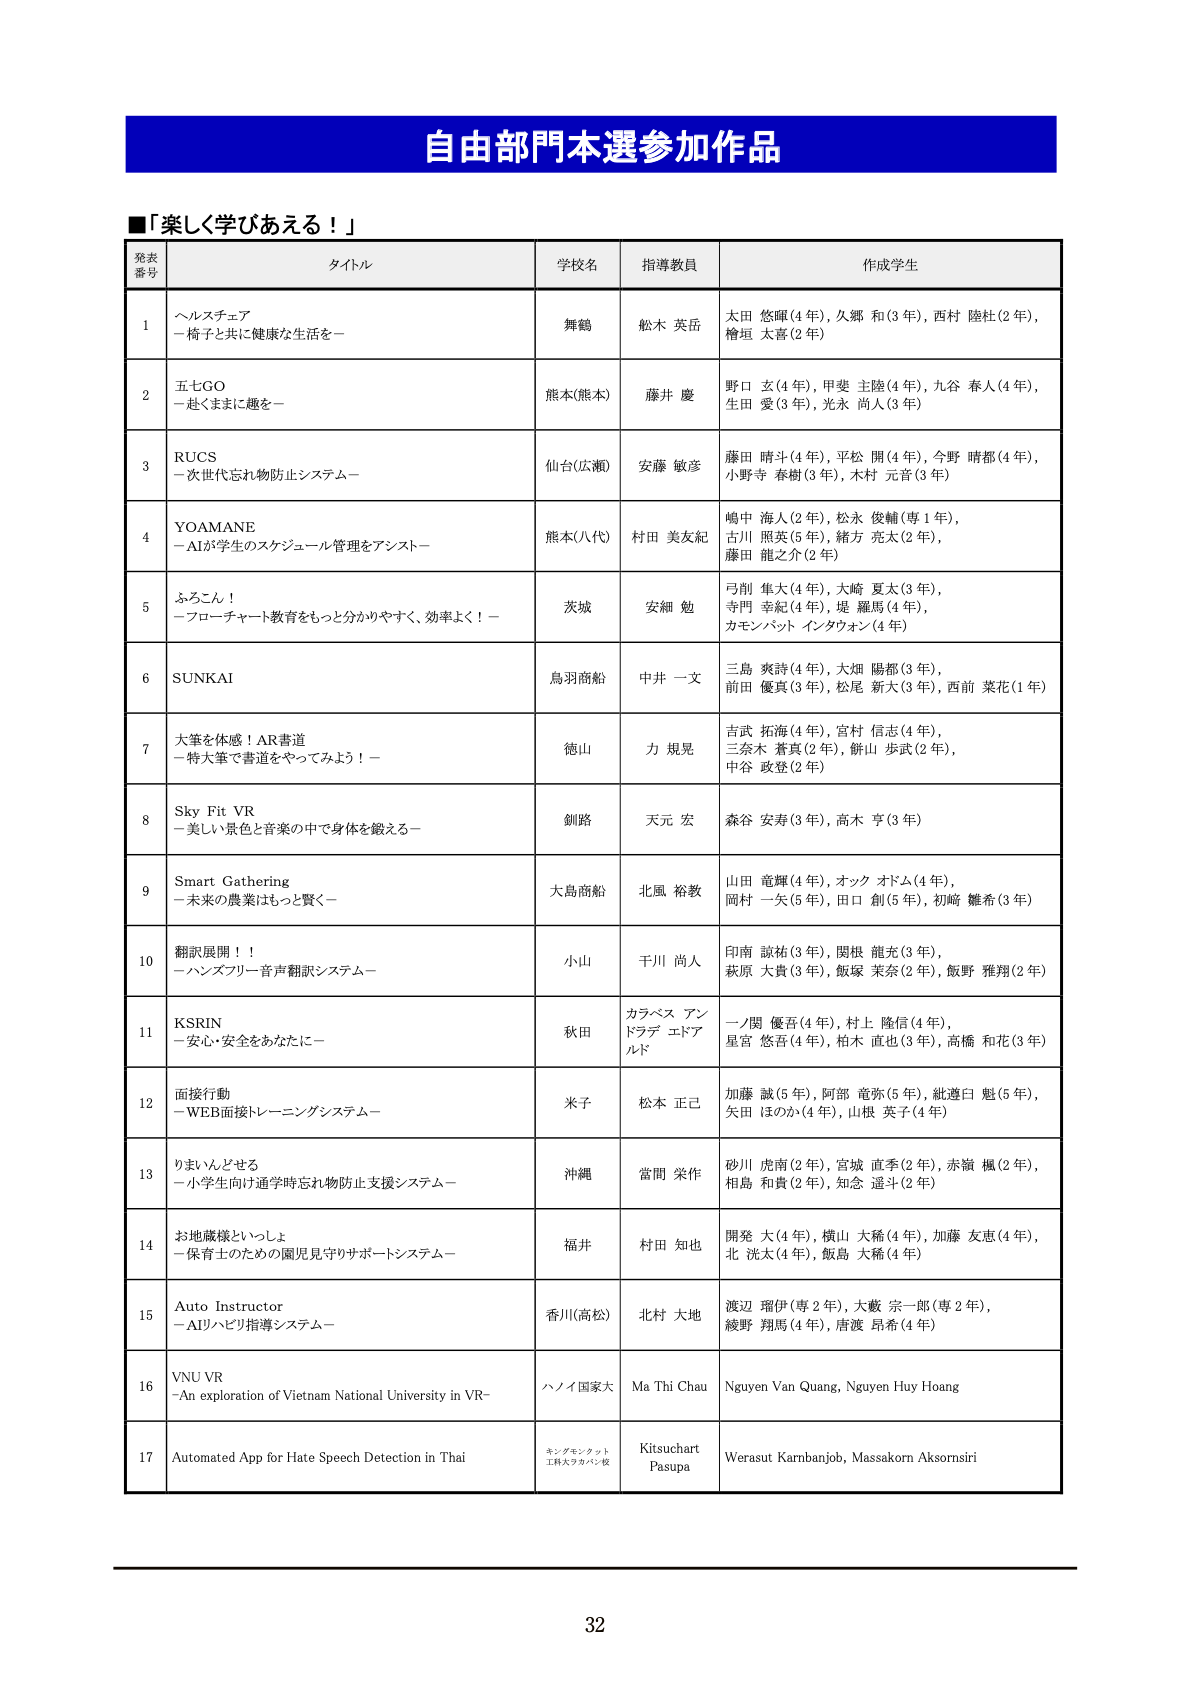 自由部門本選参加作品
■「楽しく学びあえる！」
発表
番号
タイトル
学校名
指導教員
作成学生
1
ヘルスチェア
－椅子と共に健康な生活を－
舞鶴
舩木 英岳
太田 悠暉(4年), 久郷 和(3年), 西村 陸杜(2年),
檜垣 太喜(2年)
2
五七GO
－赴くままに趣を－
熊本(熊本)
藤井 慶
野口 玄(4年), 甲斐 主陸(4年), 九谷 春人(4年),
生田 愛(3年), 光永 尚人(3年)
3
RUCS
－次世代忘れ物防止システム－
仙台(広瀬)
安藤 敏彦
藤田 晴斗(4年), 平松 開(4年), 今野 晴都(4年),
小野寺 春樹(3年), 木村 元音(3年)
4
YOAMANE
－AIが学生のスケジュール管理をアシスト－
熊本(八代)
村田 美友紀
嶋中 海人(2年), 松永 俊輔(専1年),
古川 照英(5年), 緒方 亮太(2年),
藤田 龍之介(2年)
5
ふろこん！
－フローチャート教育をもっと分かりやすく、効率よく！－
茨城
安細 勉
弓削 隼大(4年), 大崎 夏太(3年),
寺門 幸紀(4年), 堤 羅馬(4年),
カモンパット インタウォン(4年)
6
SUNKAI
鳥羽商船
中井 一文
三島 爽詩(4年), 大畑 陽都(3年),
前田 優真(3年), 松尾 新大(3年), 西前 菜花(1年)
7
大筆を体感！AR書道
－特大筆で書道をやってみよう！－
徳山
力 規晃
吉武 拓海(4年), 宮村 信志(4年),
三奈木 蒼真(2年), 餅山 歩武(2年),
中谷 政登(2年)
8
Sky Fit VR
－美しい景色と音楽の中で身体を鍛える－
釧路
天元 宏
森谷 安寿(3年), 高木 亨(3年)
9
Smart Gathering
－未来の農業はもっと賢く－
大島商船
北風 裕教
山田 竜輝(4年), オック オドム(4年),
岡村 一矢(5年), 田口 創(5年), 初﨑 雛希(3年)
10
翻訳展開！！
－ハンズフリー音声翻訳システム－
小山
干川 尚人
印南 諒祐(3年), 関根 龍充(3年),
萩原 大貴(3年), 飯塚 茉奈(2年), 飯野 雅翔(2年)
11
KSRIN
－安心・安全をあなたに－
秋田
カラベス アン
ドラデ エドア
ルド
一ノ関 優吾(4年), 村上 隆信(4年),
星宮 悠吾(4年), 柏木 直也(3年), 高橋 和花(3年)
12
面接行動
－WEB面接トレーニングシステム－
米子
松本 正己
加藤 誠(5年), 阿部 竜弥(5年), 紕遵臼 魁(5年),
矢田 ほのか(4年), 山根 英子(4年)
13
りまいんどせる
－小学生向け通学時忘れ物防止支援システム－
沖縄
當間 栄作
砂川 虎南(2年), 宮城 直季(2年), 赤嶺 楓(2年),
相島 和貴(2年), 知念 遥斗(2年)
14
お地蔵様といっしょ
－保育士のための園児見守りサポートシステム－
福井
村田 知也
開発 大(4年), 横山 大稀(4年), 加藤 友恵(4年),
北 洸太(4年), 飯島 大稀(4年)
15
Auto Instructor
－AIリハビリ指導システム－
香川(高松)
北村 大地
渡辺 瑠伊(専2年), 大藪 宗一郎(専2年),
綾野 翔馬(4年), 唐渡 昂希(4年)
16
VNU VR
-An exploration of Vietnam National University in VR-
ハノイ国家大
Ma Thi Chau
Nguyen Van Quang, Nguyen Huy Hoang
17
Automated App for Hate Speech Detection in Thai
キングモンクット
工科大ラカバン校
Kitsuchart
Pasupa
Werasut Karnbanjob, Massakorn Aksornsiri
32